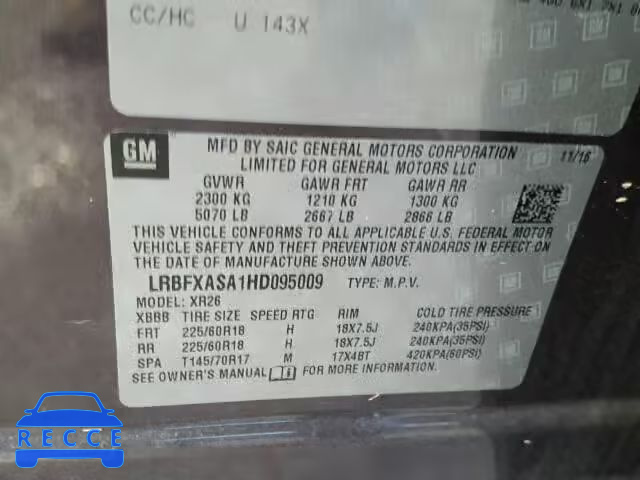 CC/HC U 143X
GM
MFD BY SAIC GENERAL MOTORS CORPORATION
LIMITED FOR GENERAL MOTORS LLC
11/16
GVWR GAWR FRT GAWR RR
2300 KG 1210 KG 1300 KG
5070 LB 2667 LB 2866 LB
THIS VEHICLE CONFORMS TO ALL APPLICABLE U.S. FEDERAL MOTOR
VEHICLE SAFETY AND THEFT PREVENTION STANDARDS IN EFFECT ON
THE DATE OF MANUFACTURE SHOWN ABOVE.
LRBFXASA1HD095009 TYPE: M.P.V.
MODEL: XR26
XBBB TIRE SIZE SPEED RTG RIM COLD TIRE PRESSURE
FRT 225/60R18 H 18X7.5J 240KPA(35PSI)
RR 225/60R18 H 18X7.5J 240KPA(35PSI)
SPA T145/70R17 M 17X4BT 420KPA(60PSI)
SEE OWNER'S MANUAL FOR MORE INFORMATION.
RECCE